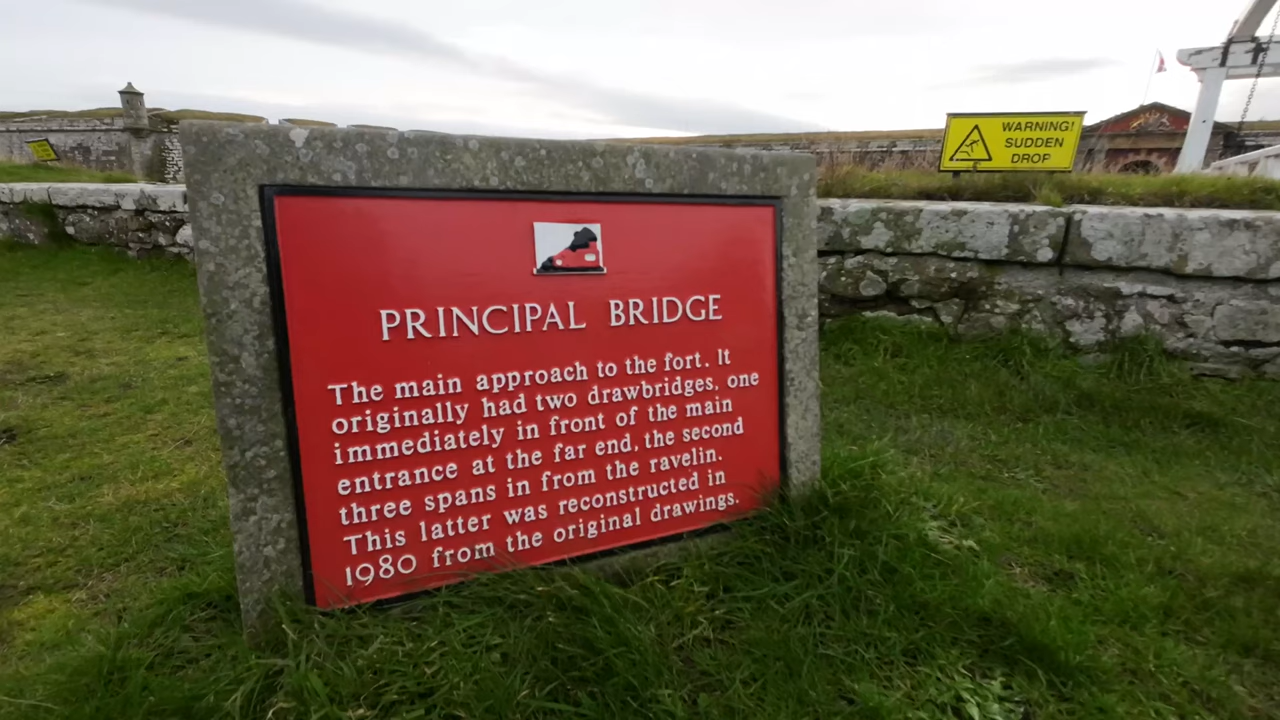 PRINCIPAL BRIDGE
The main approach to the fort. It
originally had two drawbridges, one
immediately in front of the main
entrance at the far end, the second
three spans in from the ravelin.
This latter was reconstructed in
1980 from the original drawings.
WARNING!
SUDDEN
DROP